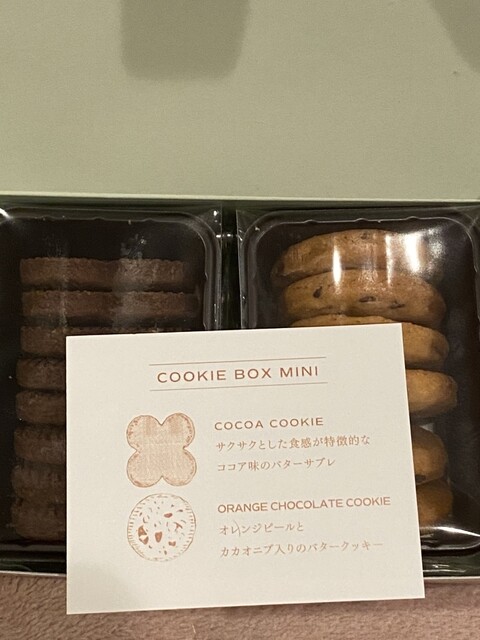 COOKIE BOX MINI
COCOA COOKIE
サクサクとした食感が特徴的な
ココア味のバターサブレ
ORANGE CHOCOLATE COOKIE
オレンジピールと
カカオニブ入りのバタークッキー